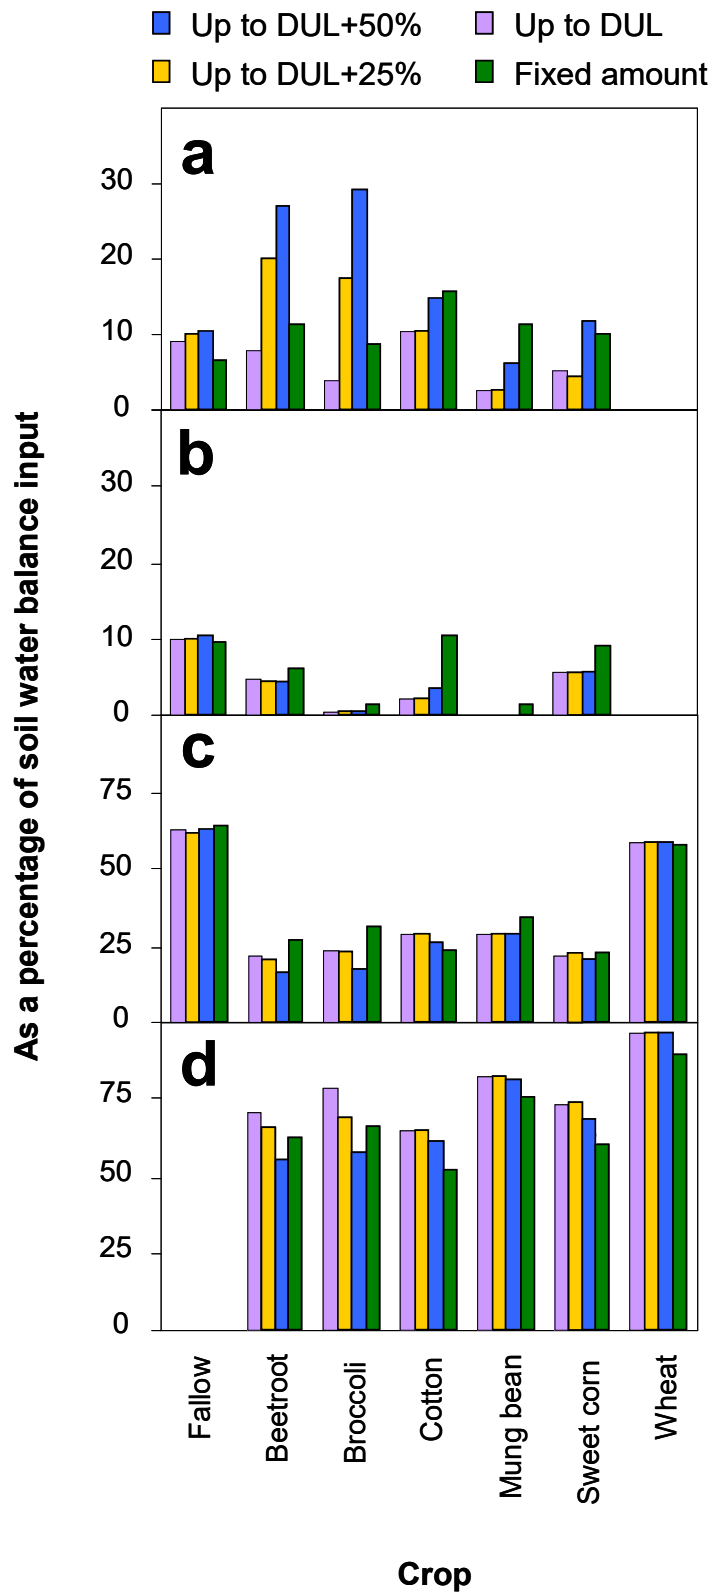 Up to DUL+50%
Up to DUL
Up to DUL+25%
Fixed amount
As a percentage of soil water balance input
a
30
20
10
0
b
30
20
10
0
c
75
50
25
0
d
75
50
25
0
Fallow
Beetroot
Broccoli
Cotton
Mung bean
Sweet corn
Wheat
Crop